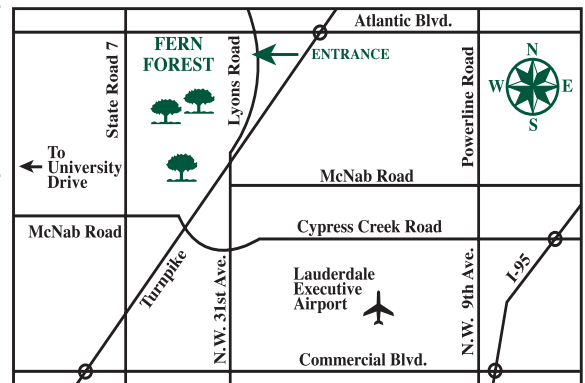 Atlantic Blvd.
FERN
FOREST
ENTRANCE
State Road 7
Lyons Road
Powerline Road
N
W
E
S
To
University
Drive
McNab Road
McNab Road
Cypress Creek Road
Turnpike
N.W. 31st Ave.
Lauderdale
Executive
Airport
N.W. 9th Ave.
I-95
Commercial Blvd.